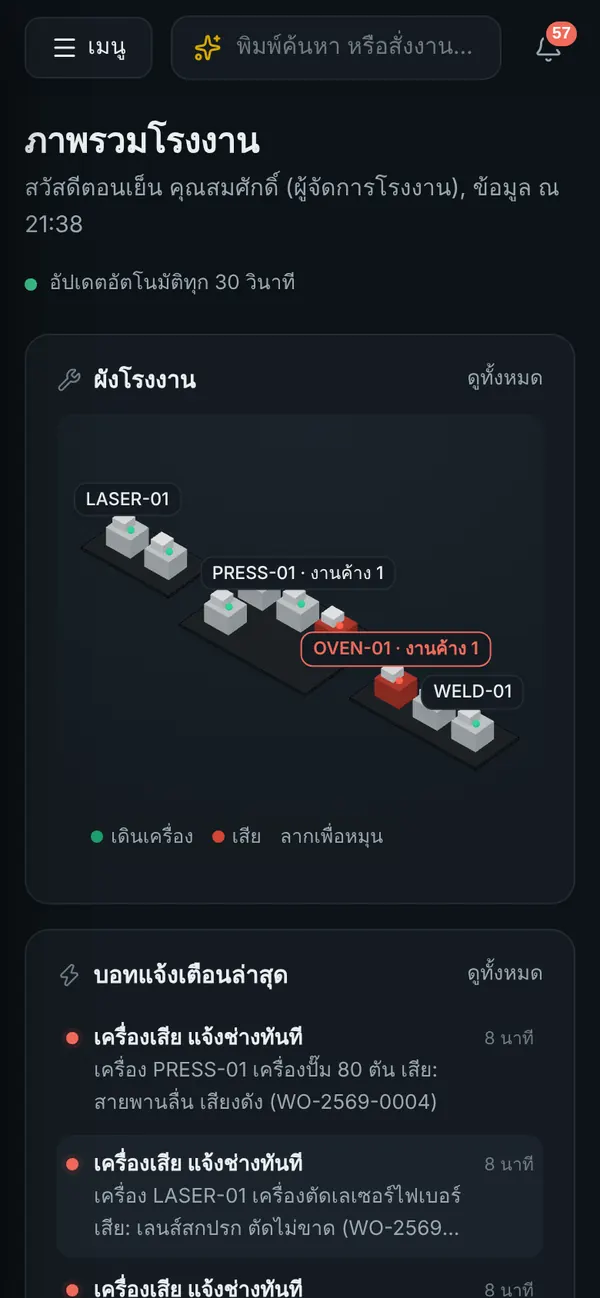 เมนู
พิมพ์ค้นหา หรือสั่งงาน...
57
ภาพรวมโรงงาน
สวัสดีตอนเย็น คุณสมศักดิ์ (ผู้จัดการโรงงาน), ข้อมูล ณ
21:38
อัปเดตอัตโนมัติทุก 30 วินาที
ผังโรงงาน
ดูทั้งหมด
LASER-01
PRESS-01 · งานค้าง 1
OVEN-01 · งานค้าง 1
WELD-01
เดินเครื่อง
เสีย
ลากเพื่อหมุน
บอทแจ้งเตือนล่าสุด
ดูทั้งหมด
เครื่องเสีย แจ้งช่างทันที
8 นาที
เครื่อง PRESS-01 เครื่องปั๊ม 80 ตัน เสีย:
สายพานลื่น เสียงดัง (WO-2569-0004)
เครื่องเสีย แจ้งช่างทันที
8 นาที
เครื่อง LASER-01 เครื่องตัดเลเซอร์ไฟเบอร์
เสีย: เลนส์สกปรก ตัดไม่ขาด (WO-2569...
เครื่องเสีย แจ้งช่างทันที
8 นาที